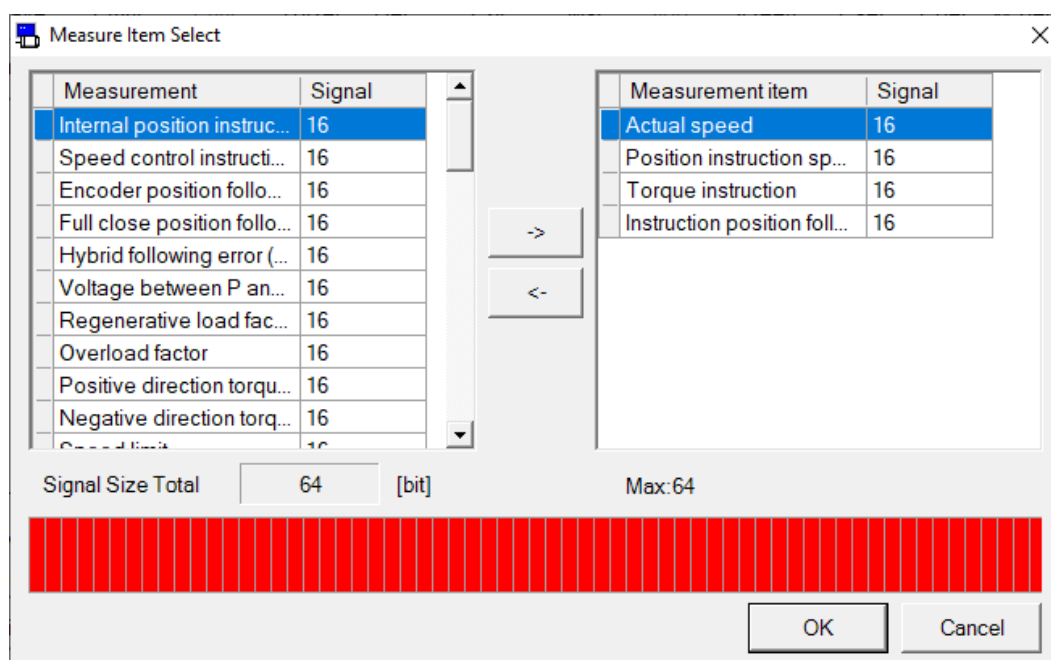 Measure Item Select
Measurement Signal
Internal position instruc... 16
Speed control instructi... 16
Encoder position follo... 16
Full close position follo... 16
Hybrid following error (... 16
Voltage between P an... 16
Regenerative load fac... 16
Overload factor 16
Positive direction torqu... 16
Negative direction torq... 16
Speed limit 16
->
<-
Measurement item Signal
Actual speed 16
Position instruction sp... 16
Torque instruction 16
Instruction position foll... 16
Signal Size Total 64 [bit] Max:64
OK Cancel